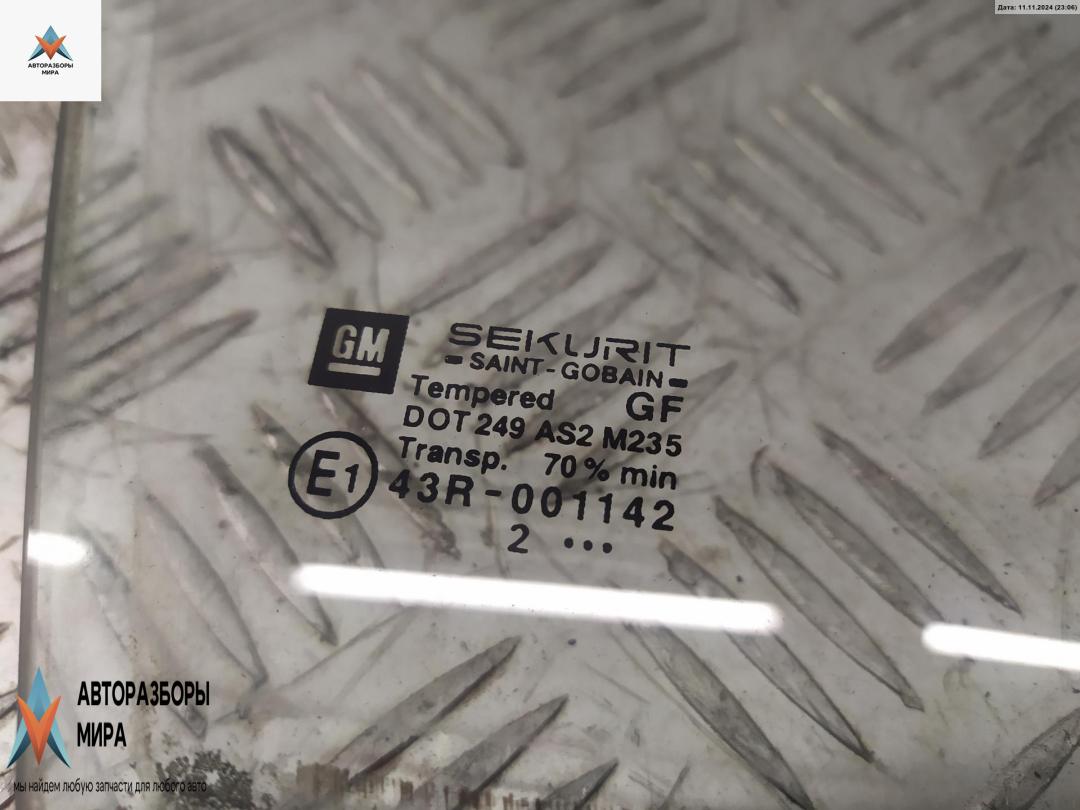 Дата: 11.11.2024 (23:06)
АВТОРАЗБОРЫ
МИРА
GM
SEKURIT
SAINT-GOBAIN
Tempered GF
DOT 249 AS2 M235
Transp. 70% min
E1 43R-001142
2 ...
АВТОРАЗБОРЫ
МИРА
мы найдем любую запчасти для любого авто